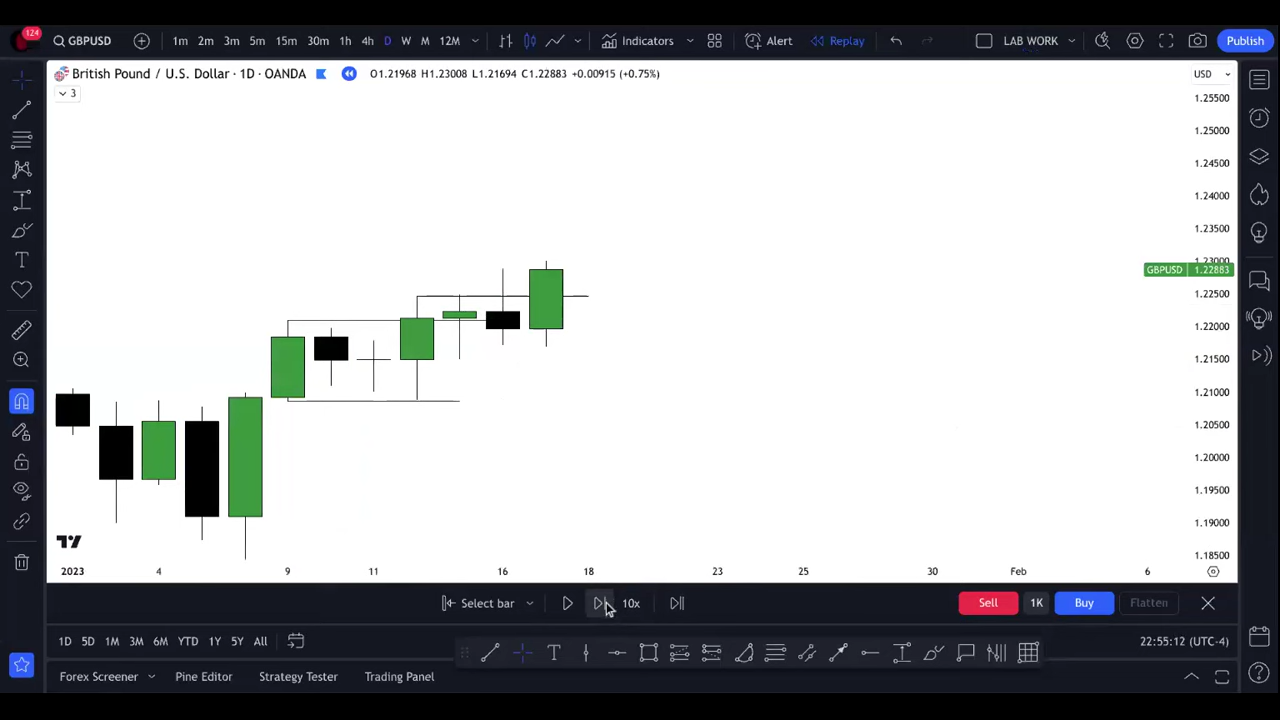 124
GBPUSD
1m 2m 3m 5m 15m 30m 1h 4h D W M 12M
Indicators
Alert
Replay
LAB WORK
Publish
British Pound / U.S. Dollar · 1D · OANDA
O1.21968 H1.23008 L1.21694 C1.22883 +0.00915 (+0.75%)
USD
3
1.25500
1.25000
1.24500
1.24000
1.23500
1.23000
GBPUSD 1.22883
1.22500
1.22000
1.21500
1.21000
1.20500
1.20000
1.19500
1.19000
1.18500
2023 4 9 11 16 18 23 25 30 Feb 6
Select bar
10x
Sell
1K
Buy
Flatten
1D 5D 1M 3M 6M YTD 1Y 5Y All
22:55:12 (UTC-4)
Forex Screener
Pine Editor
Strategy Tester
Trading Panel